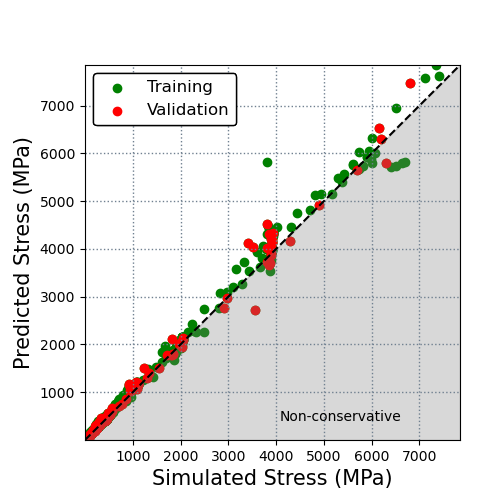 Training
Validation
7000
6000
5000
4000
3000
2000
1000
Predicted Stress (MPa)
Non-conservative
1000 2000 3000 4000 5000 6000 7000
Simulated Stress (MPa)